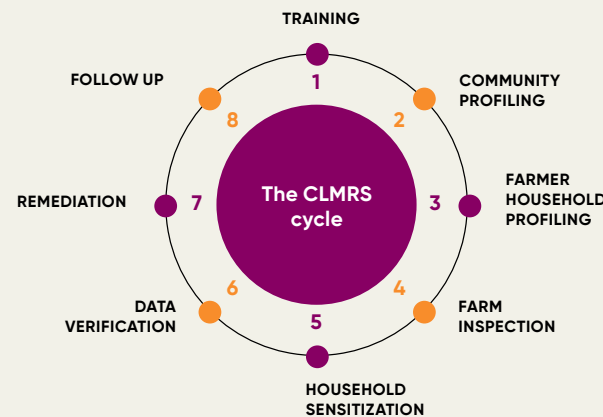 TRAINING
1
COMMUNITY
PROFILING
2
FARMER
HOUSEHOLD
PROFILING
3
FARM
INSPECTION
4
HOUSEHOLD
SENSITIZATION
5
DATA
VERIFICATION
6
REMEDIATION
7
FOLLOW UP
8
The CLMRS
cycle